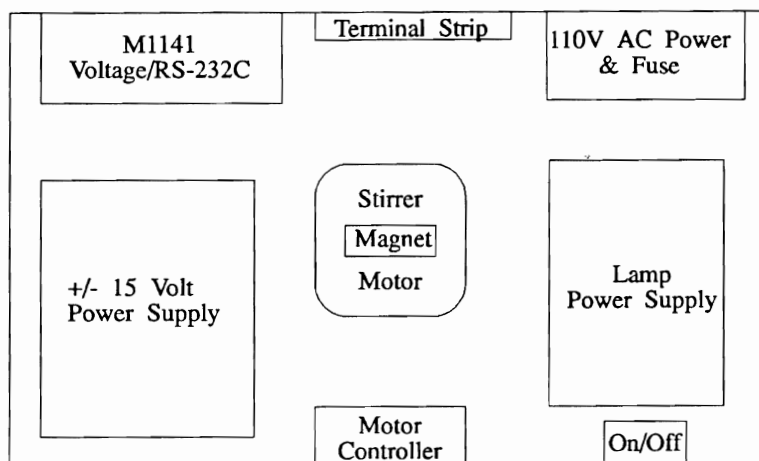 M1141
Voltage/RS-232C
Terminal Strip
110V AC Power
& Fuse
Stirrer
Magnet
Motor
+/- 15 Volt
Power Supply
Lamp
Power Supply
Motor
Controller
On/Off